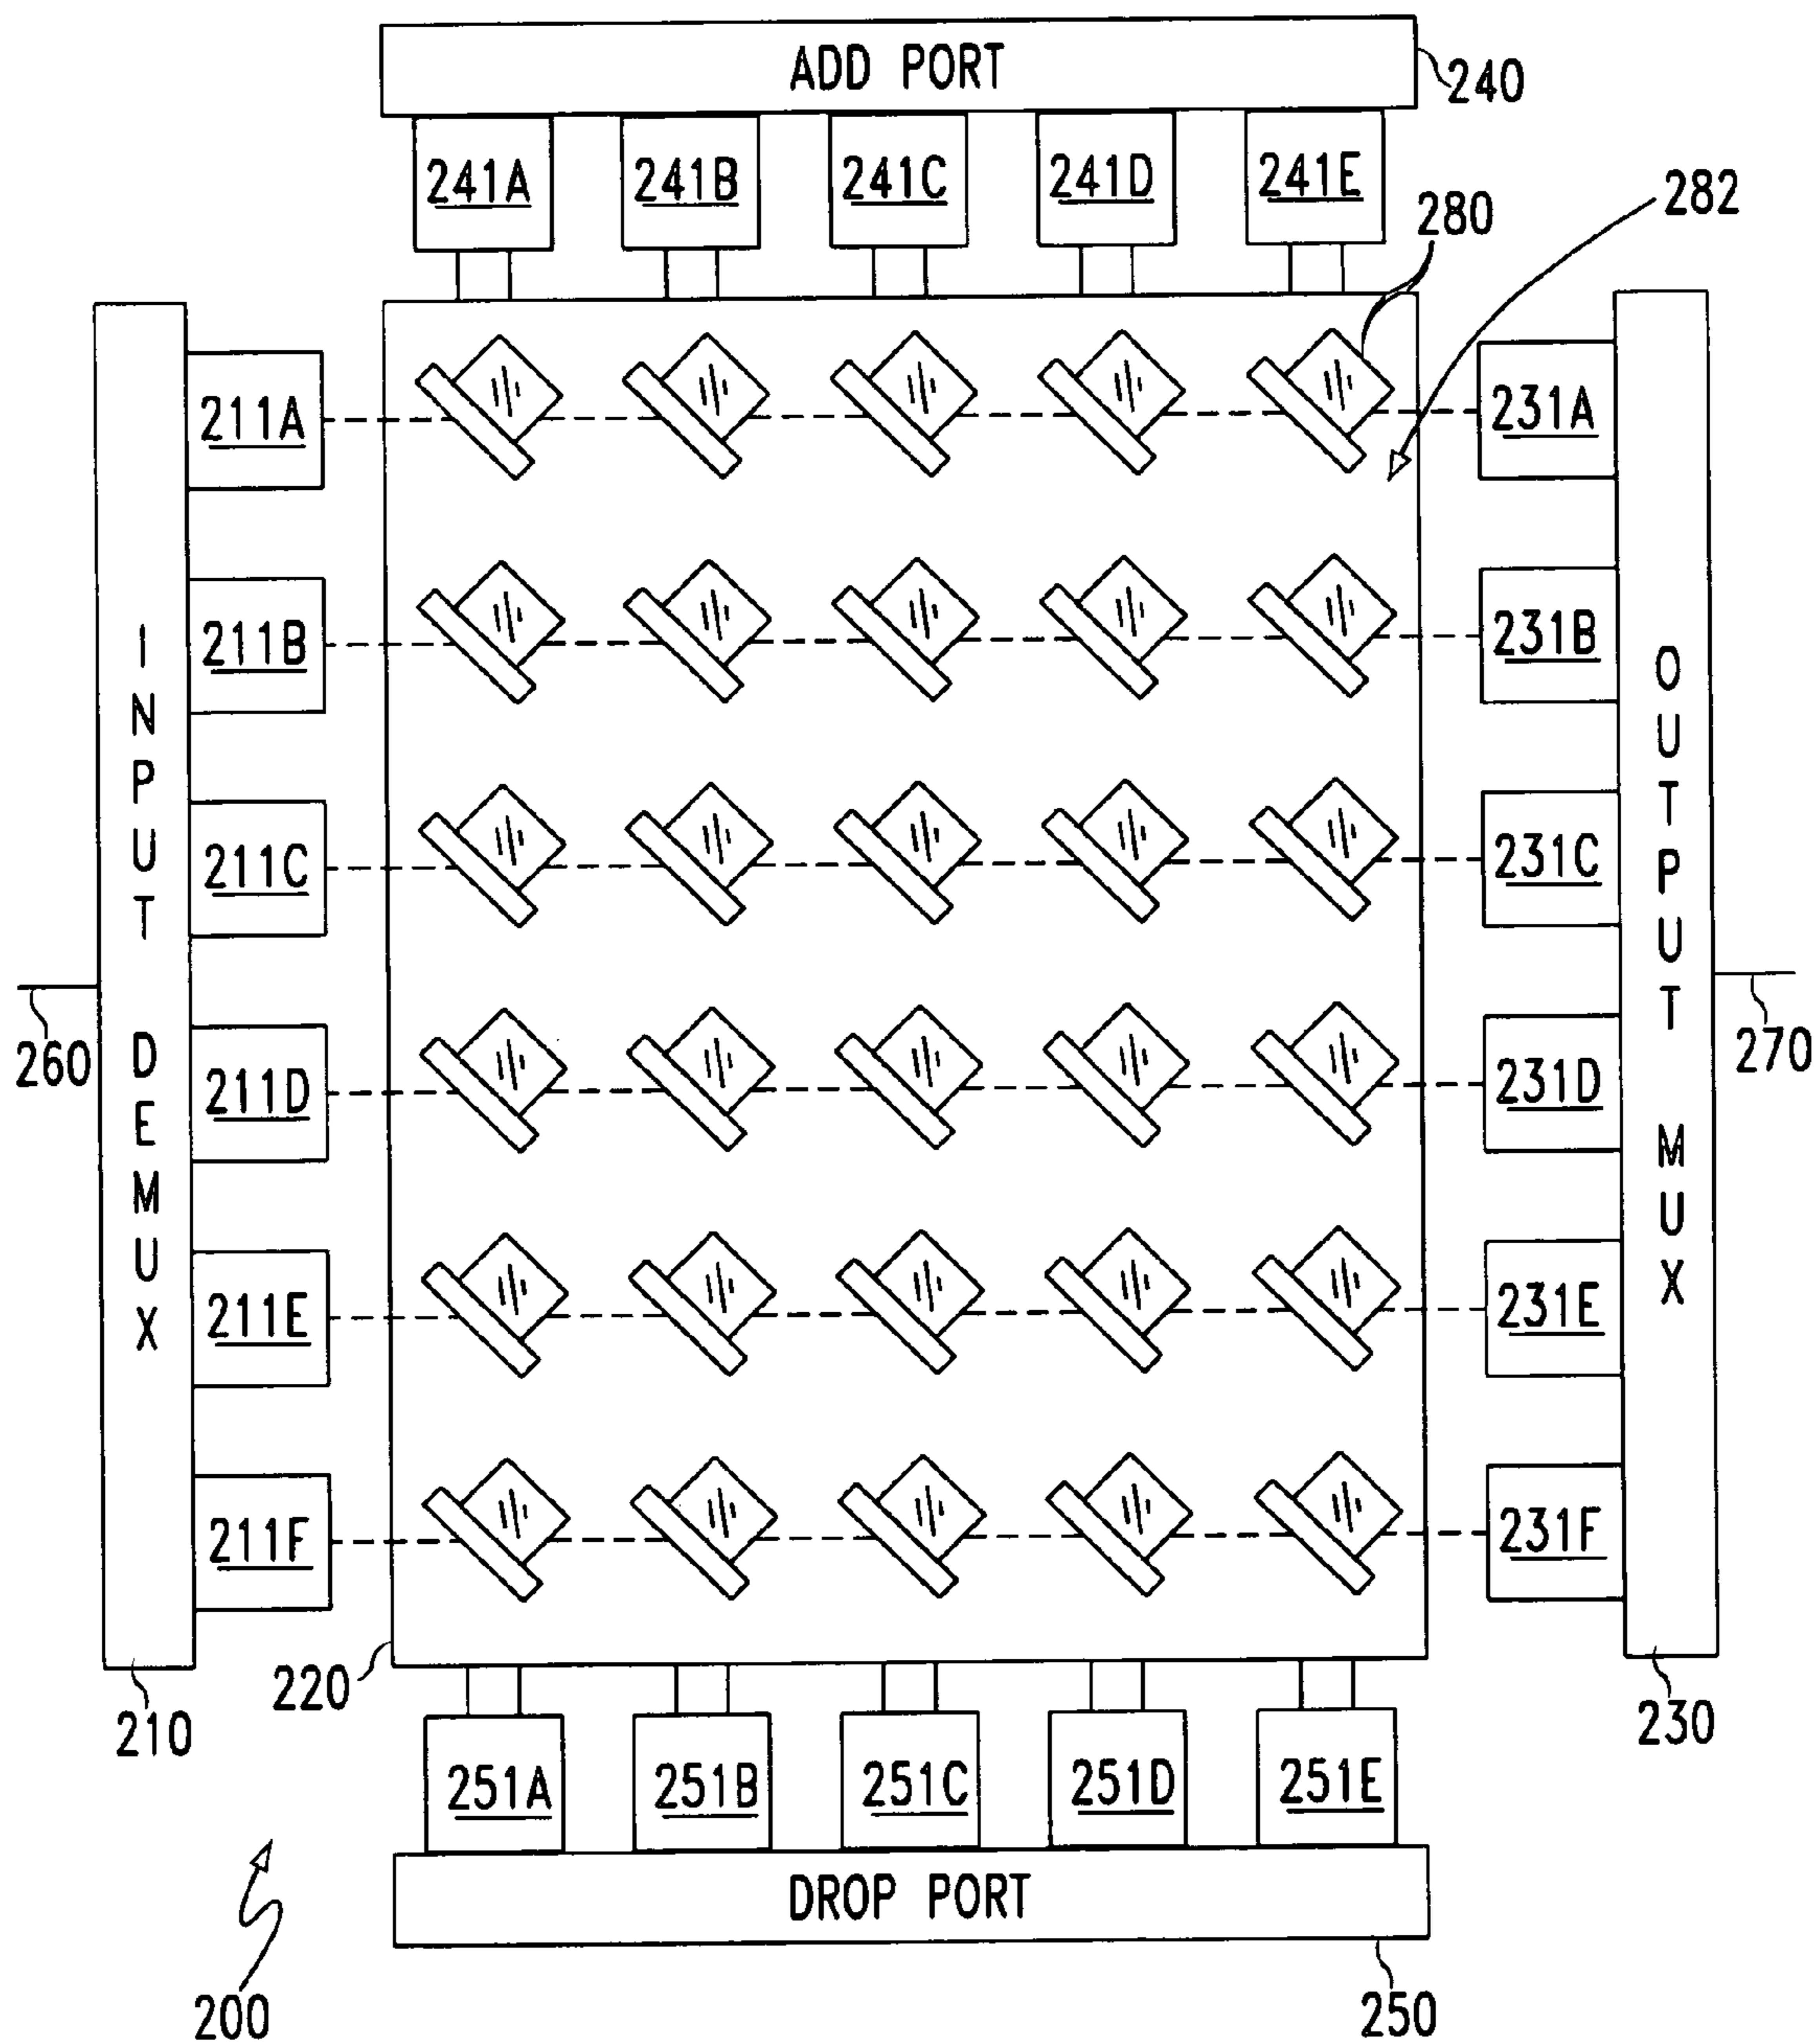 ADD PORT
240
241A 241B 241C 241D 241E
280
282
211A
231A
211B
231B
211C
231C
211D
231D
211E
231E
211F
231F
INPUT DEMUX
OUTPUT MUX
260
270
220
210
230
251A 251B 251C 251D 251E
DROP PORT
200
250